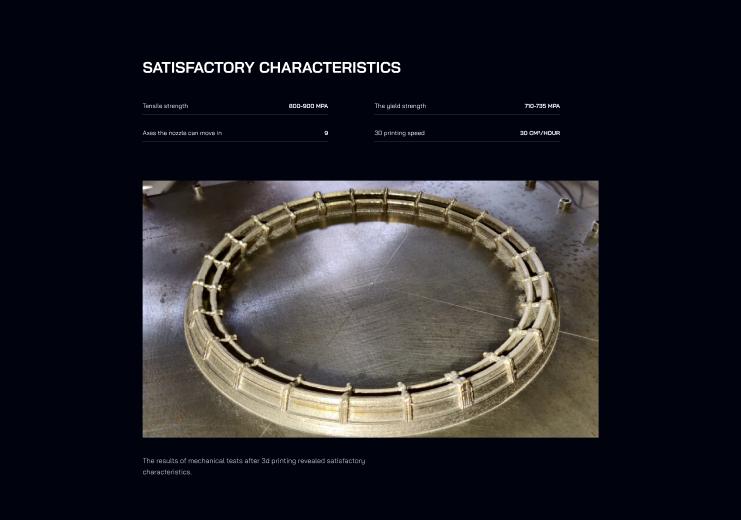 SATISFACTORY CHARACTERISTICS
Tensile strength 800-900 MPA
The yield strength 710-735 MPA
Axes the nozzle can move in 9
3D printing speed 30 CM³/HOUR
The results of mechanical tests after 3d printing revealed satisfactory
characteristics.